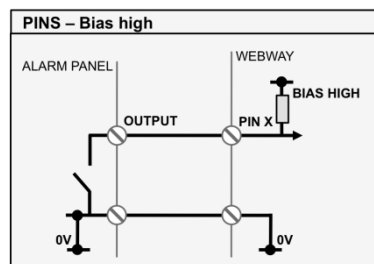 PINS – Bias high
ALARM PANEL
WEBWAY
BIAS HIGH
OUTPUT
PIN X
0V
0V